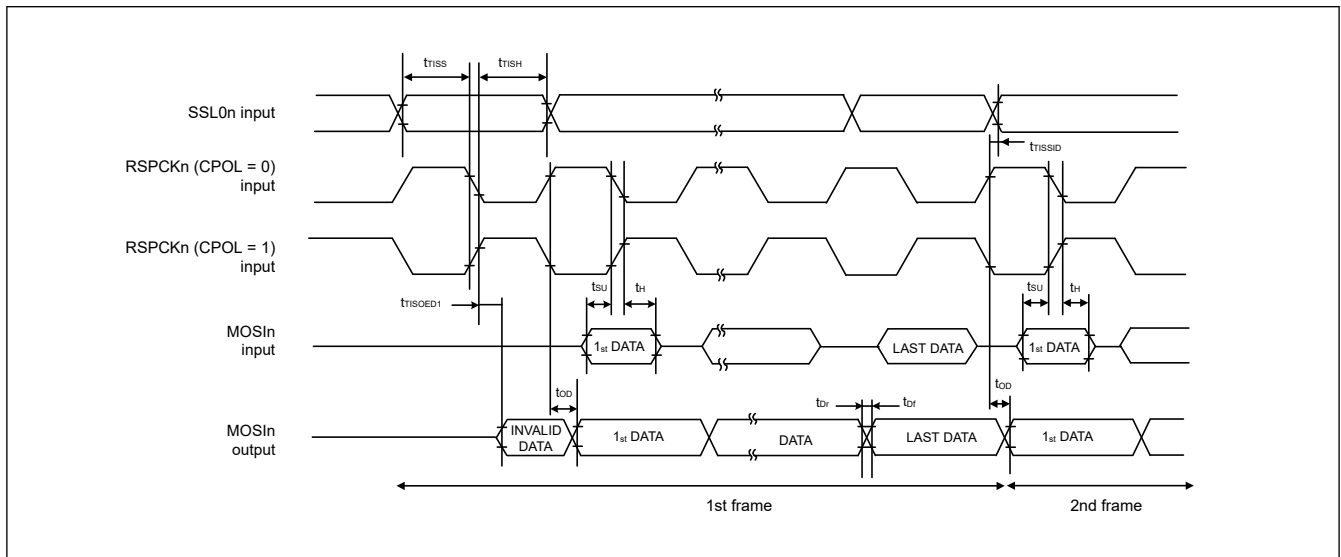 tTISS
tTISH
SSL0n input
tTISSID
RSPCKn (CPOL = 0)
input
RSPCKn (CPOL = 1)
input
tTISOED1
tSU
tH
tSU
tH
MOSIn
input
1st DATA
LAST DATA
1st DATA
tOD
tDr
tDf
tOD
MOSIn
output
INVALID
DATA
1st DATA
DATA
LAST DATA
1st DATA
1st frame
2nd frame